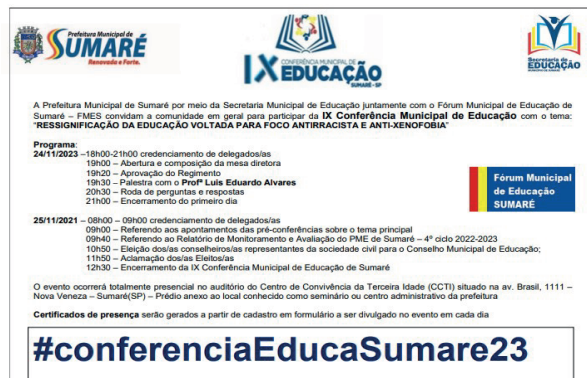 Prefeitura Municipal de
SUMARÉ
Renovada e Forte.
CONFERÊNCIA MUNICIPAL DE
IX EDUCAÇÃO
SUMARÉ-SP
Secretaria de
EDUCAÇÃO
A Prefeitura Municipal de Sumaré por meio da Secretaria Municipal de Educação juntamente com o Fórum Municipal de Educação de
Sumaré – FMES convidam a comunidade em geral para participar da IX Conferência Municipal de Educação com o tema:
"RESSIGNIFICAÇÃO DA EDUCAÇÃO VOLTADA PARA FOCO ANTIRRACISTA E ANTI-XENOFOBIA"
Programa:
24/11/2023 –18h00-21h00 credenciamento de delegados/as
19h00 – Abertura e composição da mesa diretora
19h20 – Aprovação do Regimento
19h30 – Palestra com o Profº Luis Eduardo Alvares
20h30 – Roda de perguntas e respostas
21h00 – Encerramento do primeiro dia
Fórum Municipal
de Educação
SUMARÉ
25/11/2021 – 08h00 – 09h00 credenciamento de delegados/as
09h00 – Referendo aos apontamentos das pré-conferências sobre o tema principal
09h40 – Referendo ao Relatório de Monitoramento e Avaliação do PME de Sumaré – 4º ciclo 2022-2023
10h50 – Eleição dos/as conselheiros/as representantes da sociedade civil para o Conselho Municipal de Educação;
11h50 – Aclamação dos/as Eleitos/as
12h30 – Encerramento da IX Conferência Municipal de Educação de Sumaré
O evento ocorrerá totalmente presencial no auditório do Centro de Convivência da Terceira Idade (CCTI) situado na av. Brasil, 1111 –
Nova Veneza – Sumaré(SP) – Prédio anexo ao local conhecido como seminário ou centro administrativo da prefeitura
Certificados de presença serão gerados a partir de cadastro em formulário a ser divulgado no evento em cada dia
#conferenciaEducaSumare23